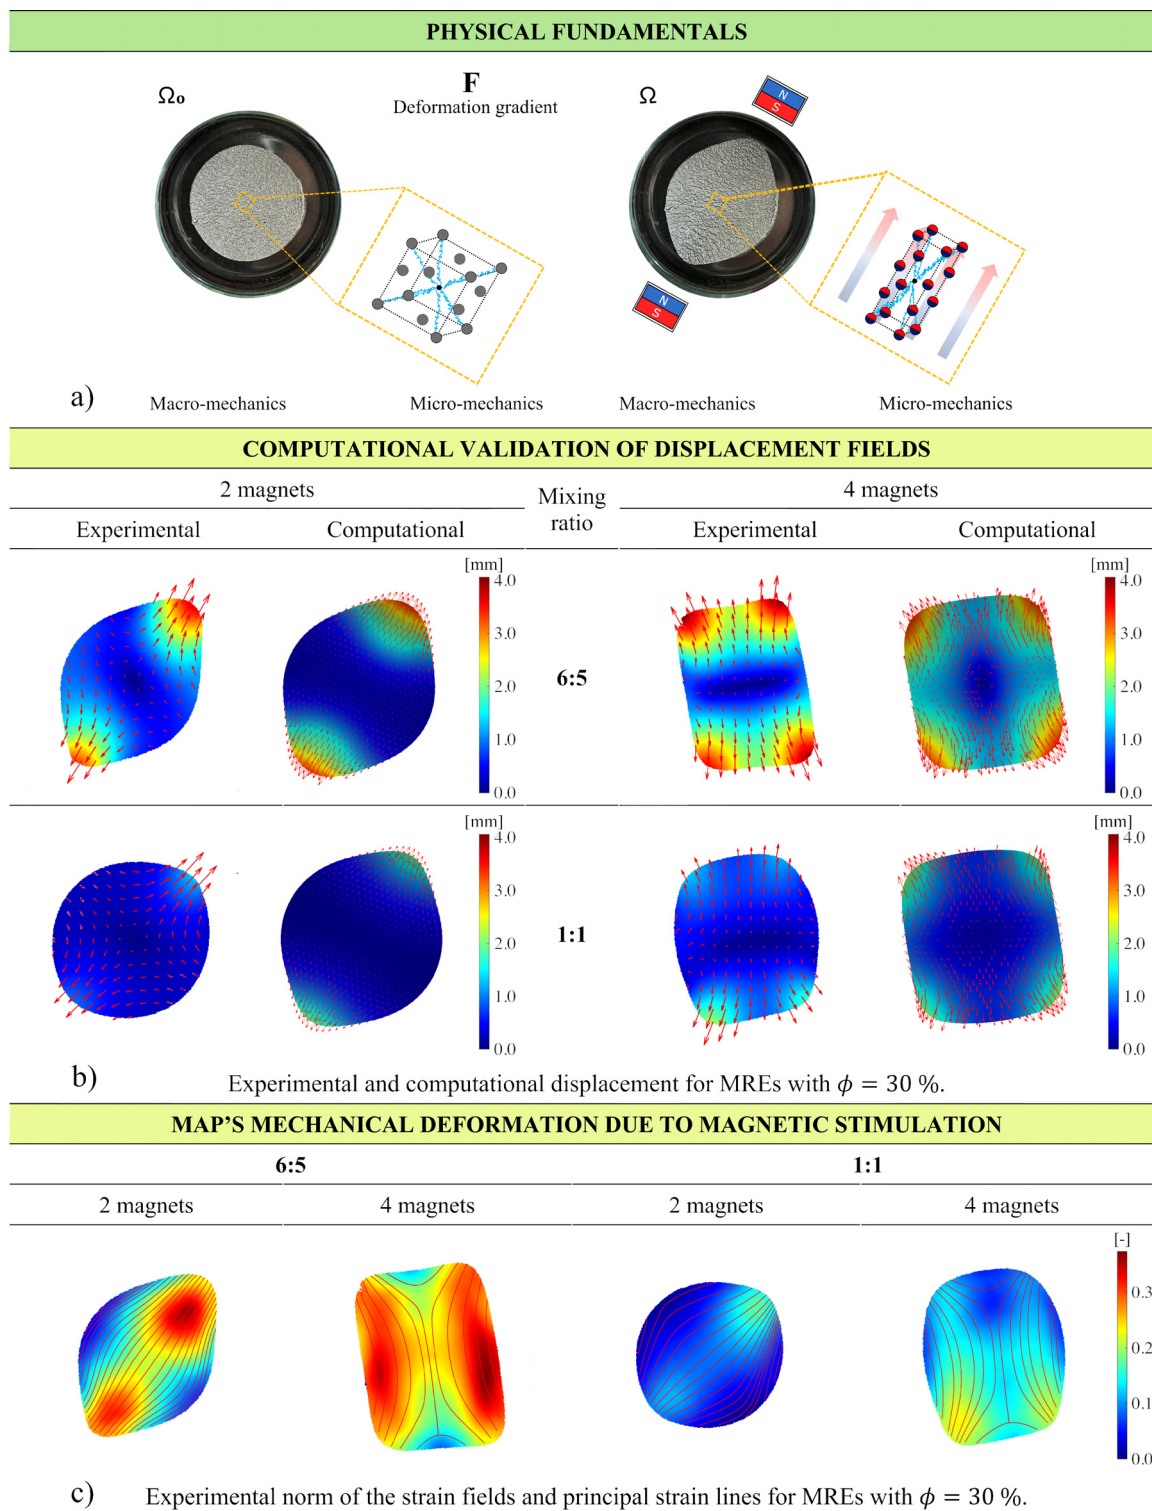 PHYSICAL FUNDAMENTALS
Ωo
F
Deformation gradient
Ω
N
S
N
S
a)
Macro-mechanics
Micro-mechanics
Macro-mechanics
Micro-mechanics
COMPUTATIONAL VALIDATION OF DISPLACEMENT FIELDS
2 magnets
Mixing ratio
4 magnets
Experimental
Computational
Experimental
Computational
[mm]
4.0
3.0
2.0
1.0
0.0
6:5
[mm]
4.0
3.0
2.0
1.0
0.0
[mm]
4.0
3.0
2.0
1.0
0.0
1:1
[mm]
4.0
3.0
2.0
1.0
0.0
b)
Experimental and computational displacement for MREs with ϕ = 30 %.
MAP'S MECHANICAL DEFORMATION DUE TO MAGNETIC STIMULATION
6:5
1:1
2 magnets
4 magnets
2 magnets
4 magnets
[-]
0.3
0.2
0.1
0.0
c)
Experimental norm of the strain fields and principal strain lines for MREs with ϕ = 30 %.